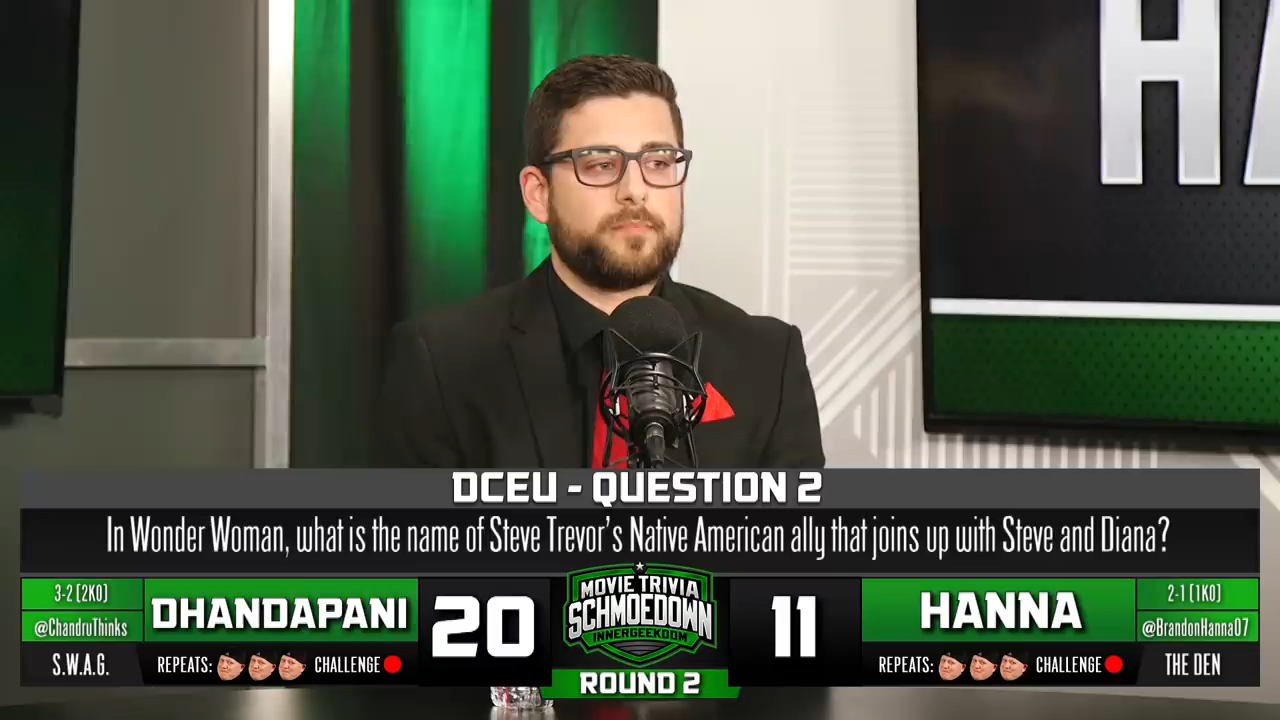 HA
DCEU - QUESTION 2
In Wonder Woman, what is the name of Steve Trevor's Native American ally that joins up with Steve and Diana?
3-2 [2KO]
@ChandruThinks
S.W.A.G.
DHANDAPANI
REPEATS:
CHALLENGE
20
MOVIE TRIVIA
SCHMOEDOWN
INNERGEEKDOM
ROUND 2
11
HANNA
REPEATS:
CHALLENGE
2-1 [1KO]
@BrandonHanna07
THE DEN